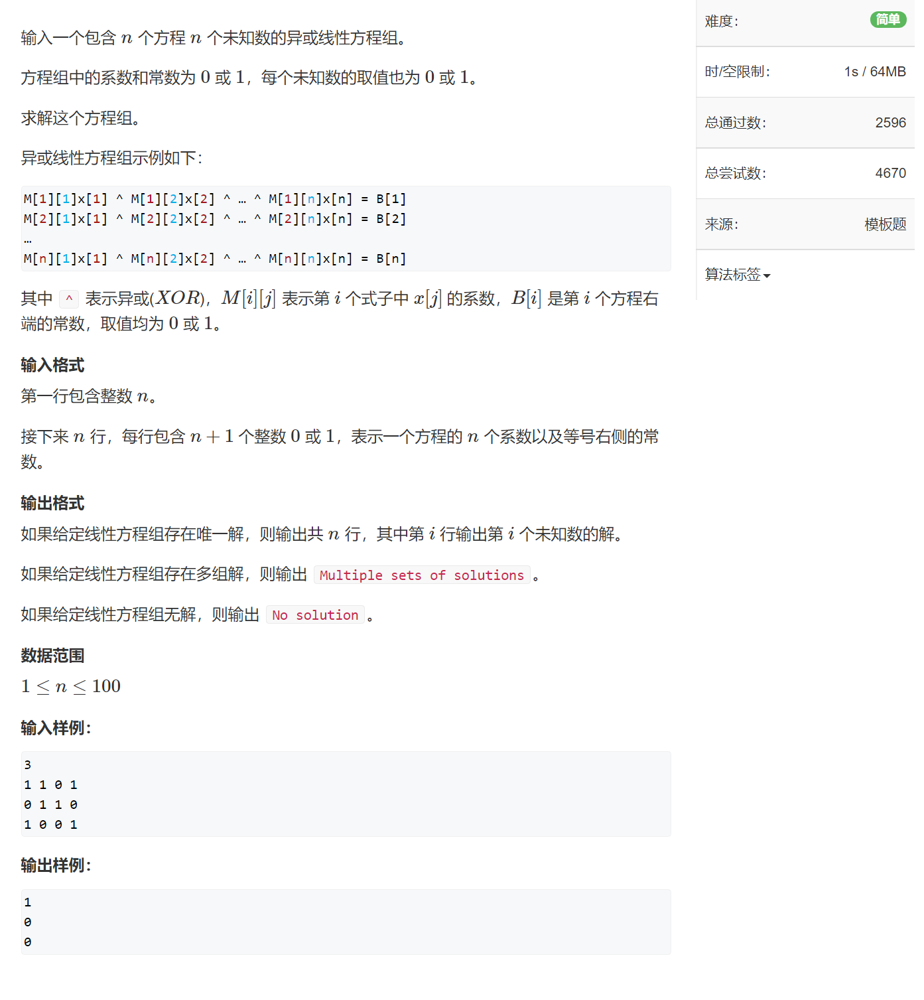 输入一个包含 n 个方程 n 个未知数的异或线性方程组。
方程组中的系数和常数为 0 或 1，每个未知数的取值也为 0 或 1。
求解这个方程组。
异或线性方程组示例如下：
M[1][1]x[1] ^ M[1][2]x[2] ^ … ^ M[1][n]x[n] = B[1]
M[2][1]x[1] ^ M[2][2]x[2] ^ … ^ M[2][n]x[n] = B[2]
…
M[n][1]x[1] ^ M[n][2]x[2] ^ … ^ M[n][n]x[n] = B[n]
其中 ^ 表示异或(XOR)，M[i][j] 表示第 i 个式子中 x[j] 的系数，B[i] 是第 i 个方程右
端的常数，取值均为 0 或 1。
输入格式
第一行包含整数 n。
接下来 n 行，每行包含 n + 1 个整数 0 或 1，表示一个方程的 n 个系数以及等号右侧的常
数。
输出格式
如果给定线性方程组存在唯一解，则输出共 n 行，其中第 i 行输出第 i 个未知数的解。
如果给定线性方程组存在多组解，则输出 Multiple sets of solutions。
如果给定线性方程组无解，则输出 No solution。
数据范围
1 ≤ n ≤ 100
输入样例：
3
1 1 0 1
0 1 1 0
1 0 0 1
输出样例：
1
0
0
难度： 简单
时/空限制： 1s / 64MB
总通过数： 2596
总尝试数： 4670
来源： 模板题
算法标签